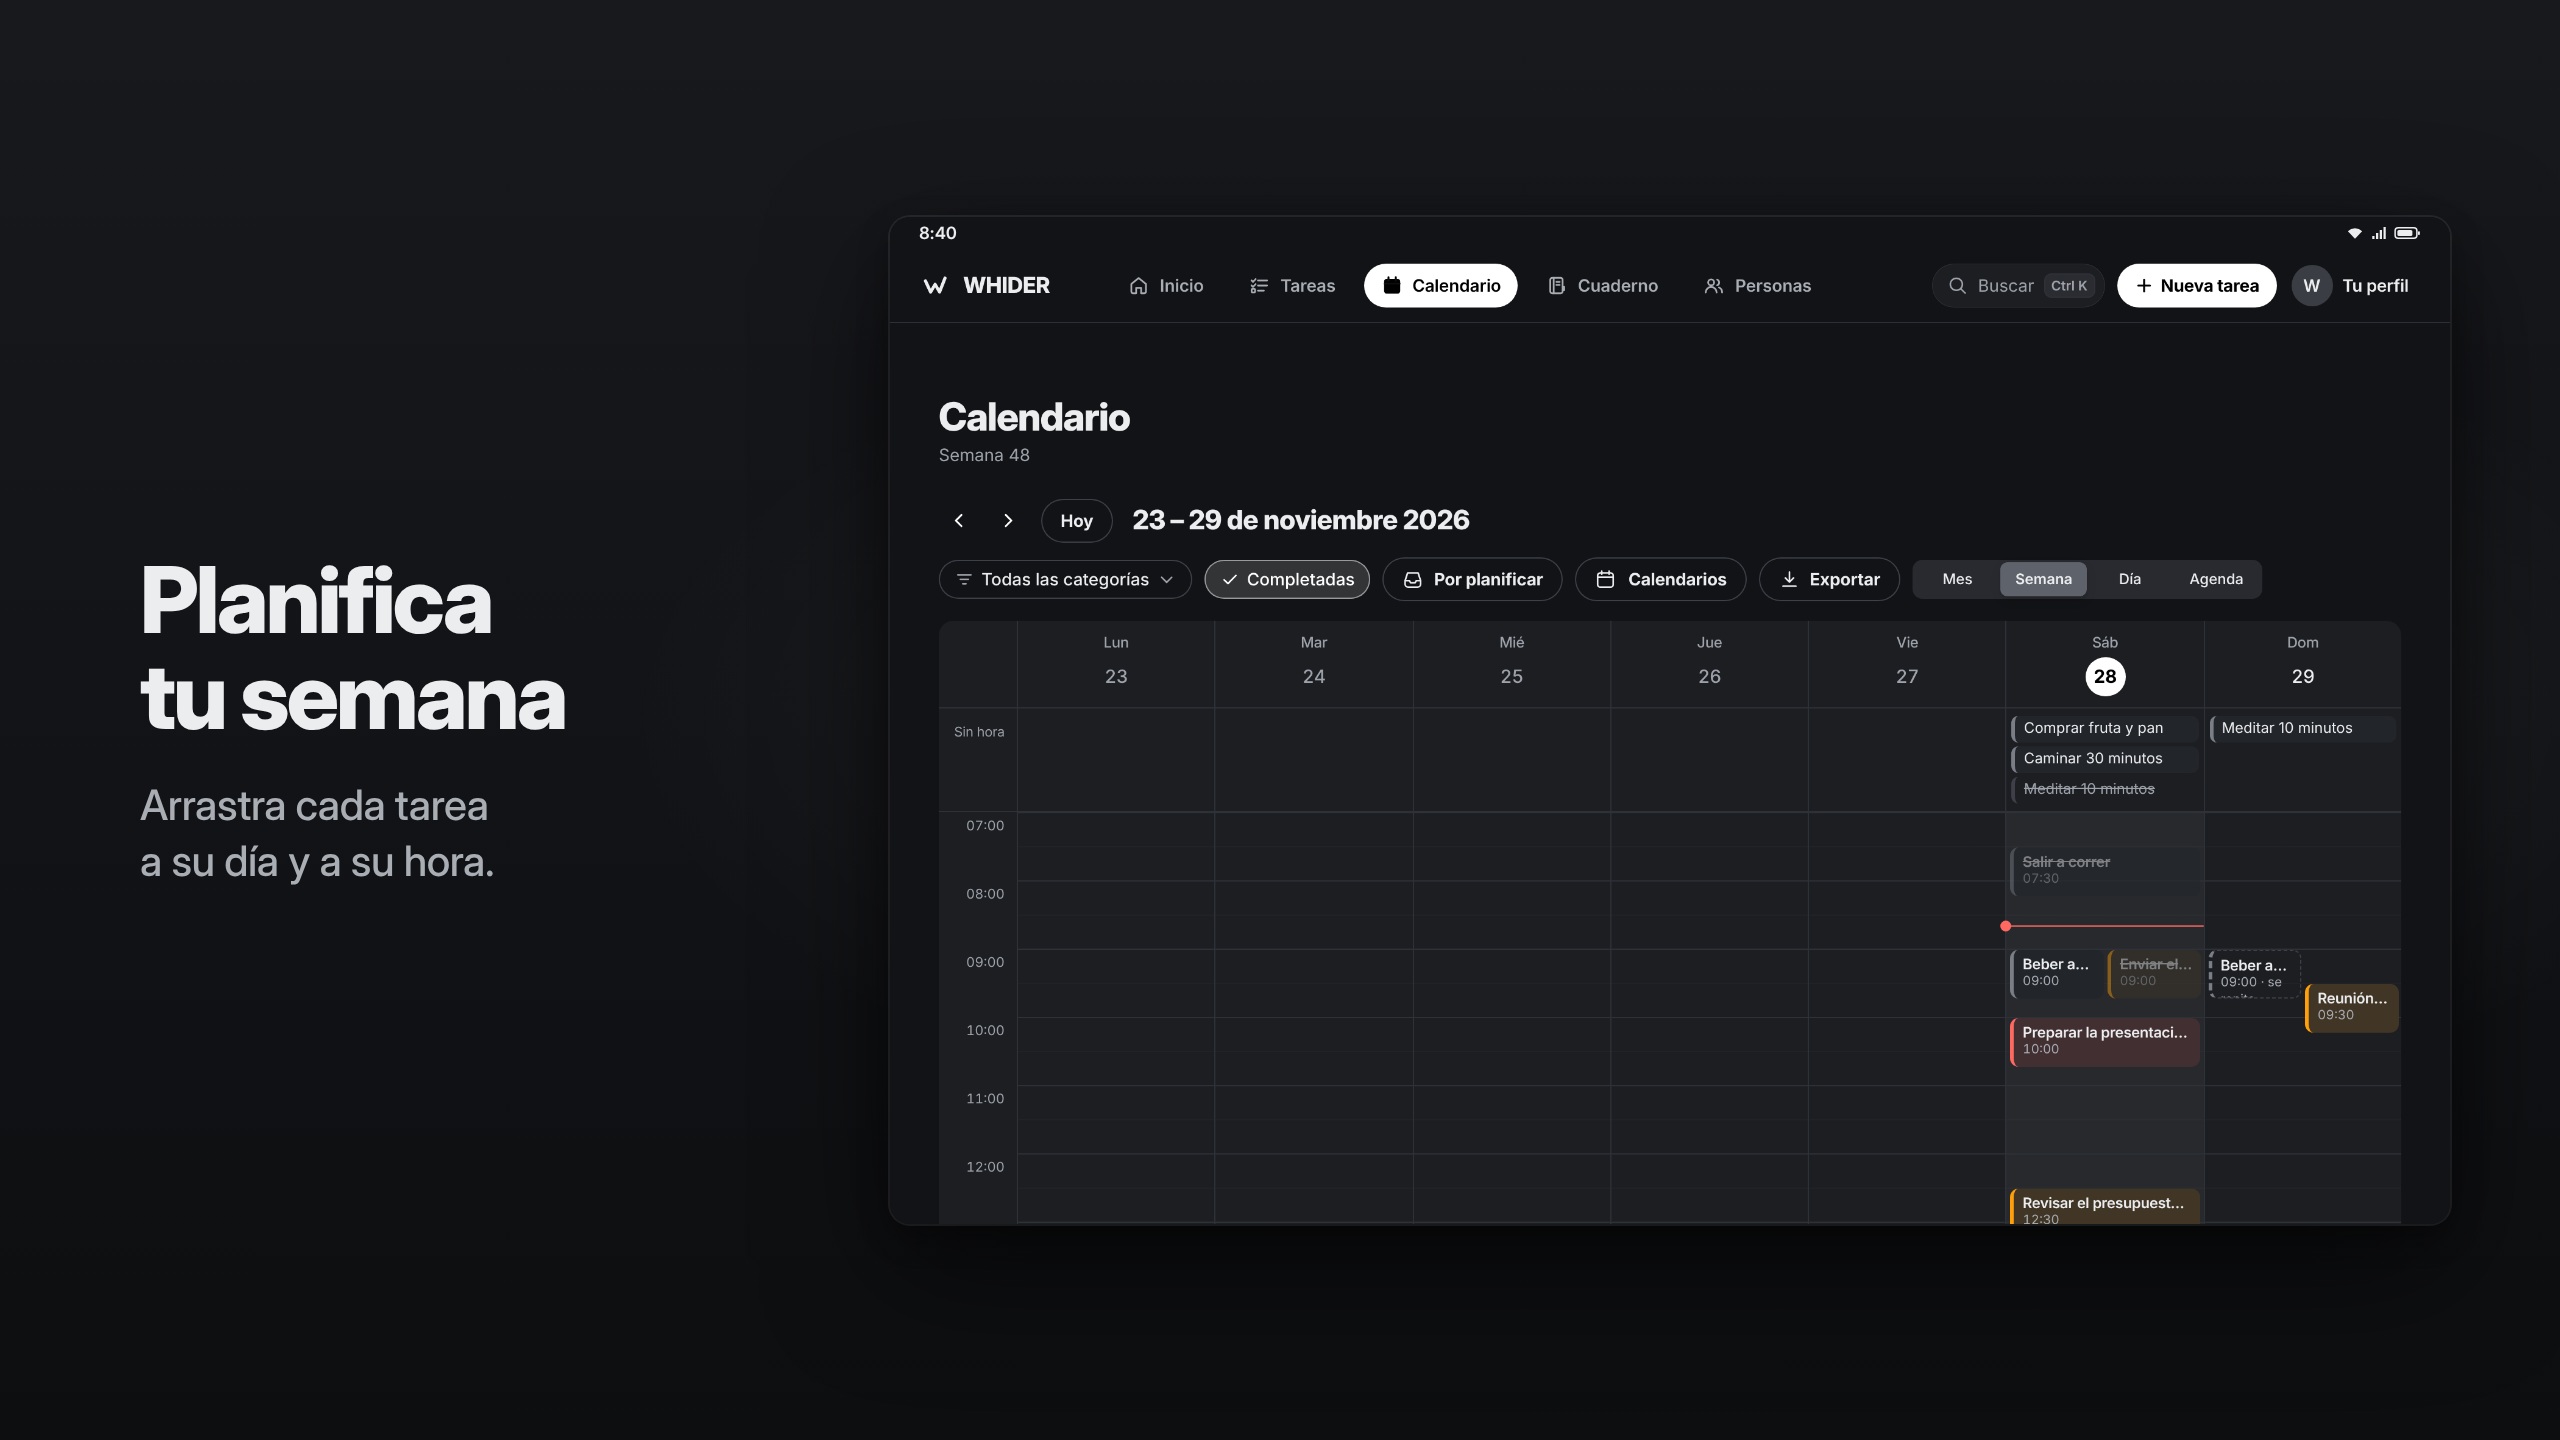 Planifica
tu semana
Arrastra cada tarea
a su día y a su hora.
8:40
WHIDER
Inicio
Tareas
Calendario
Cuaderno
Personas
Buscar Ctrl K
Nueva tarea
W Tu perfil
Calendario
Semana 48
Hoy 23 – 29 de noviembre 2026
Todas las categorías
Completadas
Por planificar
Calendarios
Exportar
Mes Semana Día Agenda
Lun Mar Mié Jue Vie Sáb Dom
23 24 25 26 27 28 29
Sin hora
Comprar fruta y pan
Meditar 10 minutos
Caminar 30 minutos
Meditar 10 minutos
07:00
Salir a correr
07:30
08:00
09:00
Beber a...
09:00
Enviar el...
09:00
Beber a...
09:00 · se
Reunión...
09:30
10:00
Preparar la presentaci...
10:00
11:00
12:00
Revisar el presupuest...
12:30